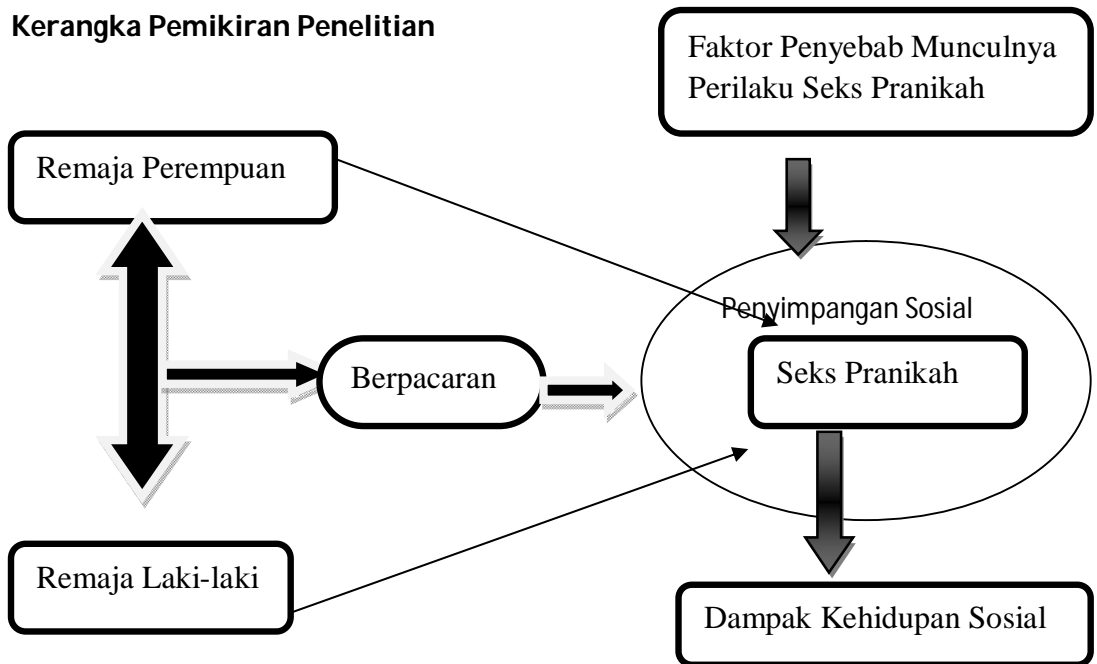 Kerangka Pemikiran Penelitian
Faktor Penyebab Munculnya
Perilaku Seks Pranikah
Remaja Perempuan
Penyimpangan Sosial
Berpacaran
Seks Pranikah
Remaja Laki-laki
Dampak Kehidupan Sosial